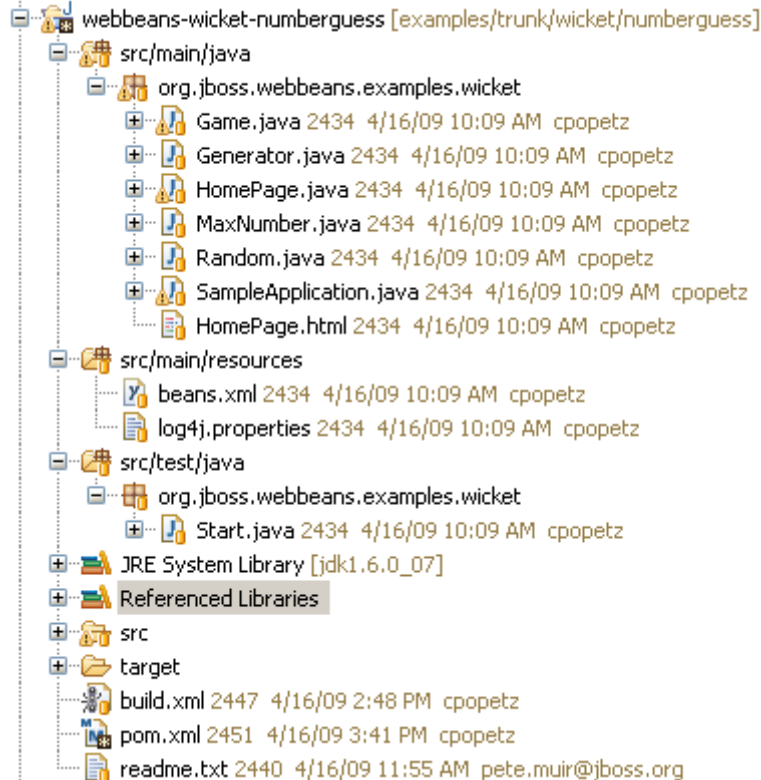 webbeans-wicket-numberguess [examples/trunk/wicket/numberguess]
src/main/java
org.jboss.webbeans.examples.wicket
Game.java 2434 4/16/09 10:09 AM cpopetz
Generator.java 2434 4/16/09 10:09 AM cpopetz
HomePage.java 2434 4/16/09 10:09 AM cpopetz
MaxNumber.java 2434 4/16/09 10:09 AM cpopetz
Random.java 2434 4/16/09 10:09 AM cpopetz
SampleApplication.java 2434 4/16/09 10:09 AM cpopetz
HomePage.html 2434 4/16/09 10:09 AM cpopetz
src/main/resources
beans.xml 2434 4/16/09 10:09 AM cpopetz
log4j.properties 2434 4/16/09 10:09 AM cpopetz
src/test/java
org.jboss.webbeans.examples.wicket
Start.java 2434 4/16/09 10:09 AM cpopetz
JRE System Library [jdk1.6.0_07]
Referenced Libraries
src
target
build.xml 2447 4/16/09 2:48 PM cpopetz
pom.xml 2451 4/16/09 3:41 PM cpopetz
readme.txt 2440 4/16/09 11:55 AM pete.muir@jboss.org